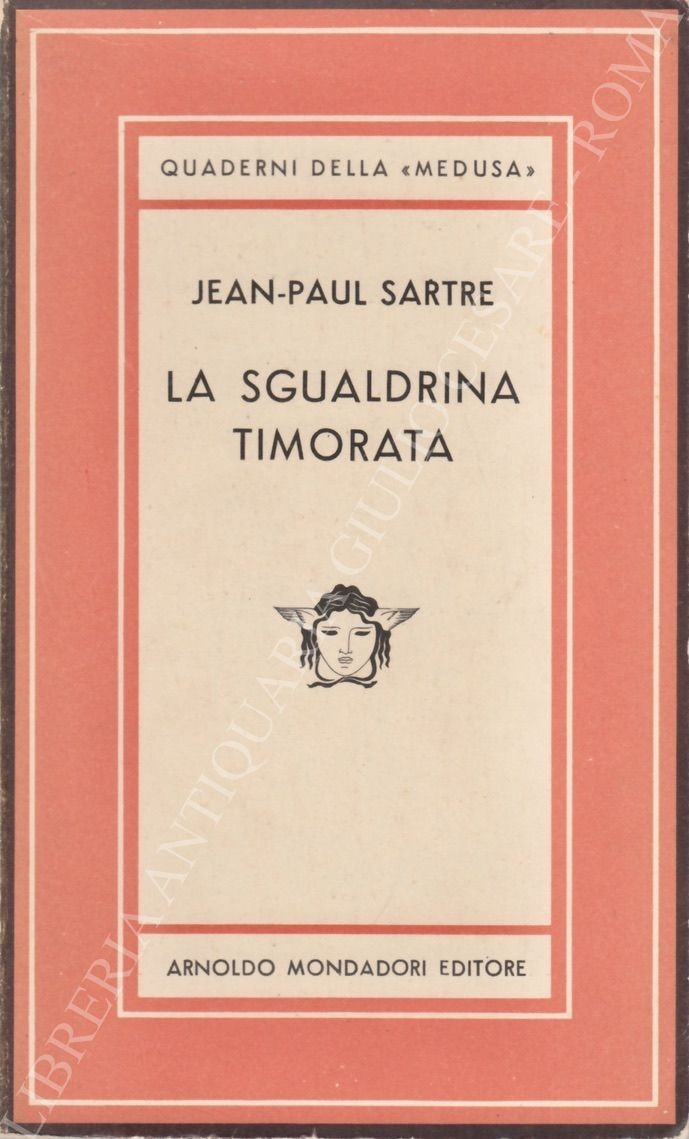 QUADERNI DELLA «MEDUSA»
JEAN-PAUL SARTRE
LA SGUALDRINA
TIMORATA
ARNOLDO MONDADORI EDITORE
LIBRERIA ANTIQUARIA GIULIO CESARE - ROMA